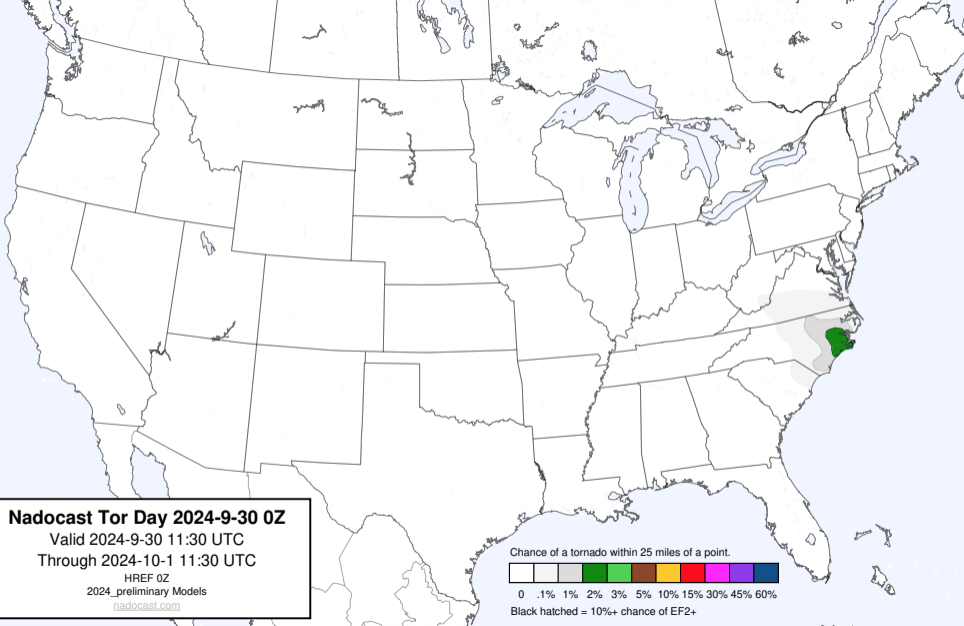 Nadocast Tor Day 2024-9-30 0Z
Valid 2024-9-30 11:30 UTC
Through 2024-10-1 11:30 UTC
HREF 0Z
2024_preliminary Models
nadocast.com
Chance of a tornado within 25 miles of a point.
0 .1% 1% 2% 3% 5% 10% 15% 30% 45% 60%
Black hatched = 10%+ chance of EF2+